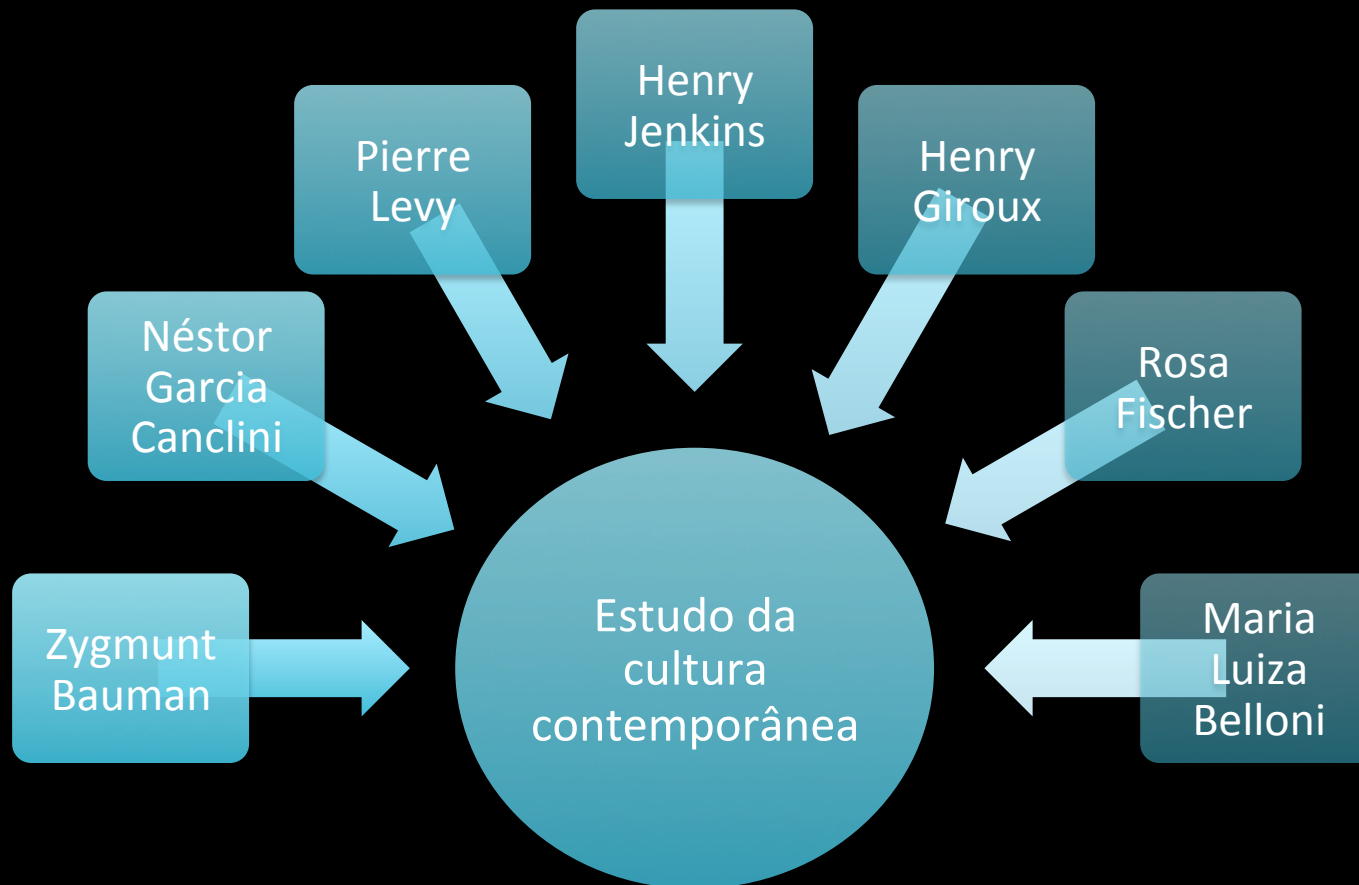 Zygmunt
Bauman
Néstor
Garcia
Canclini
Pierre
Levy
Henry
Jenkins
Henry
Giroux
Rosa
Fischer
Maria
Luiza
Belloni
Estudo da
cultura
contemporânea